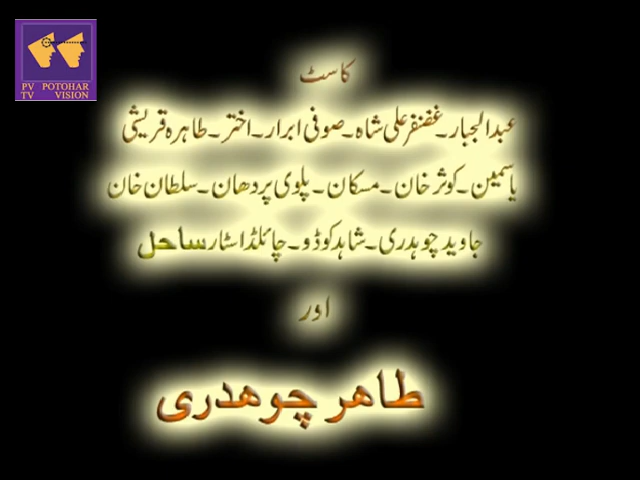 PV POTOHAR
TV VISION
کاسٹ
عبدالجبار۔غضنفر علی شاہ۔صوفی ابرار۔اختر۔طاہرہ قریشی
یاسمین۔کوثر خان۔مسکان۔پلوی پردھان۔سلطان خان
جاوید چوہدری۔شاہد کوڈو۔چائلڈ اسٹار ساحل
اور
طاہر چوہدری